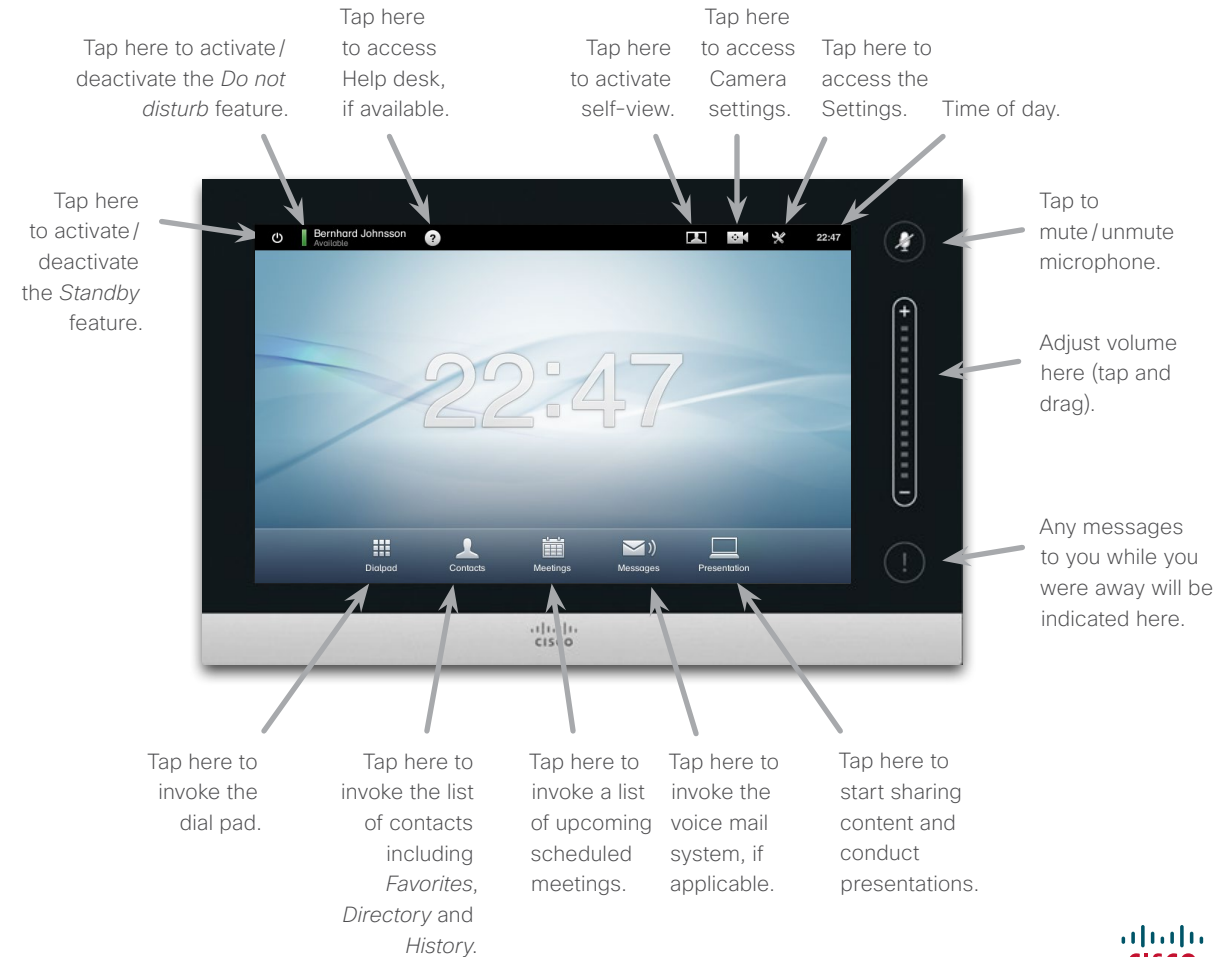 Tap here to activate/
deactivate the Do not
disturb feature.
Tap here
to access
Help desk,
if available.
Tap here
to activate
self-view.
Tap here
to access
Camera
settings.
Tap here to
access the
Settings.
Time of day.
Tap here
to activate/
deactivate
the Standby
feature.
Bernhard Johnsson
Available
?
22:47
22:47
Dialpad
Contacts
Meetings
Messages
Presentation
+
−
!
CISCO
Tap to
mute/unmute
microphone.
Adjust volume
here (tap and
drag).
Any messages
to you while you
were away will be
indicated here.
Tap here to
invoke the
dial pad.
Tap here to
invoke the list
of contacts
including
Favorites,
Directory and
History.
Tap here to
invoke a list
of upcoming
scheduled
meetings.
Tap here to
invoke the
voice mail
system, if
applicable.
Tap here to
start sharing
content and
conduct
presentations.
CISCO